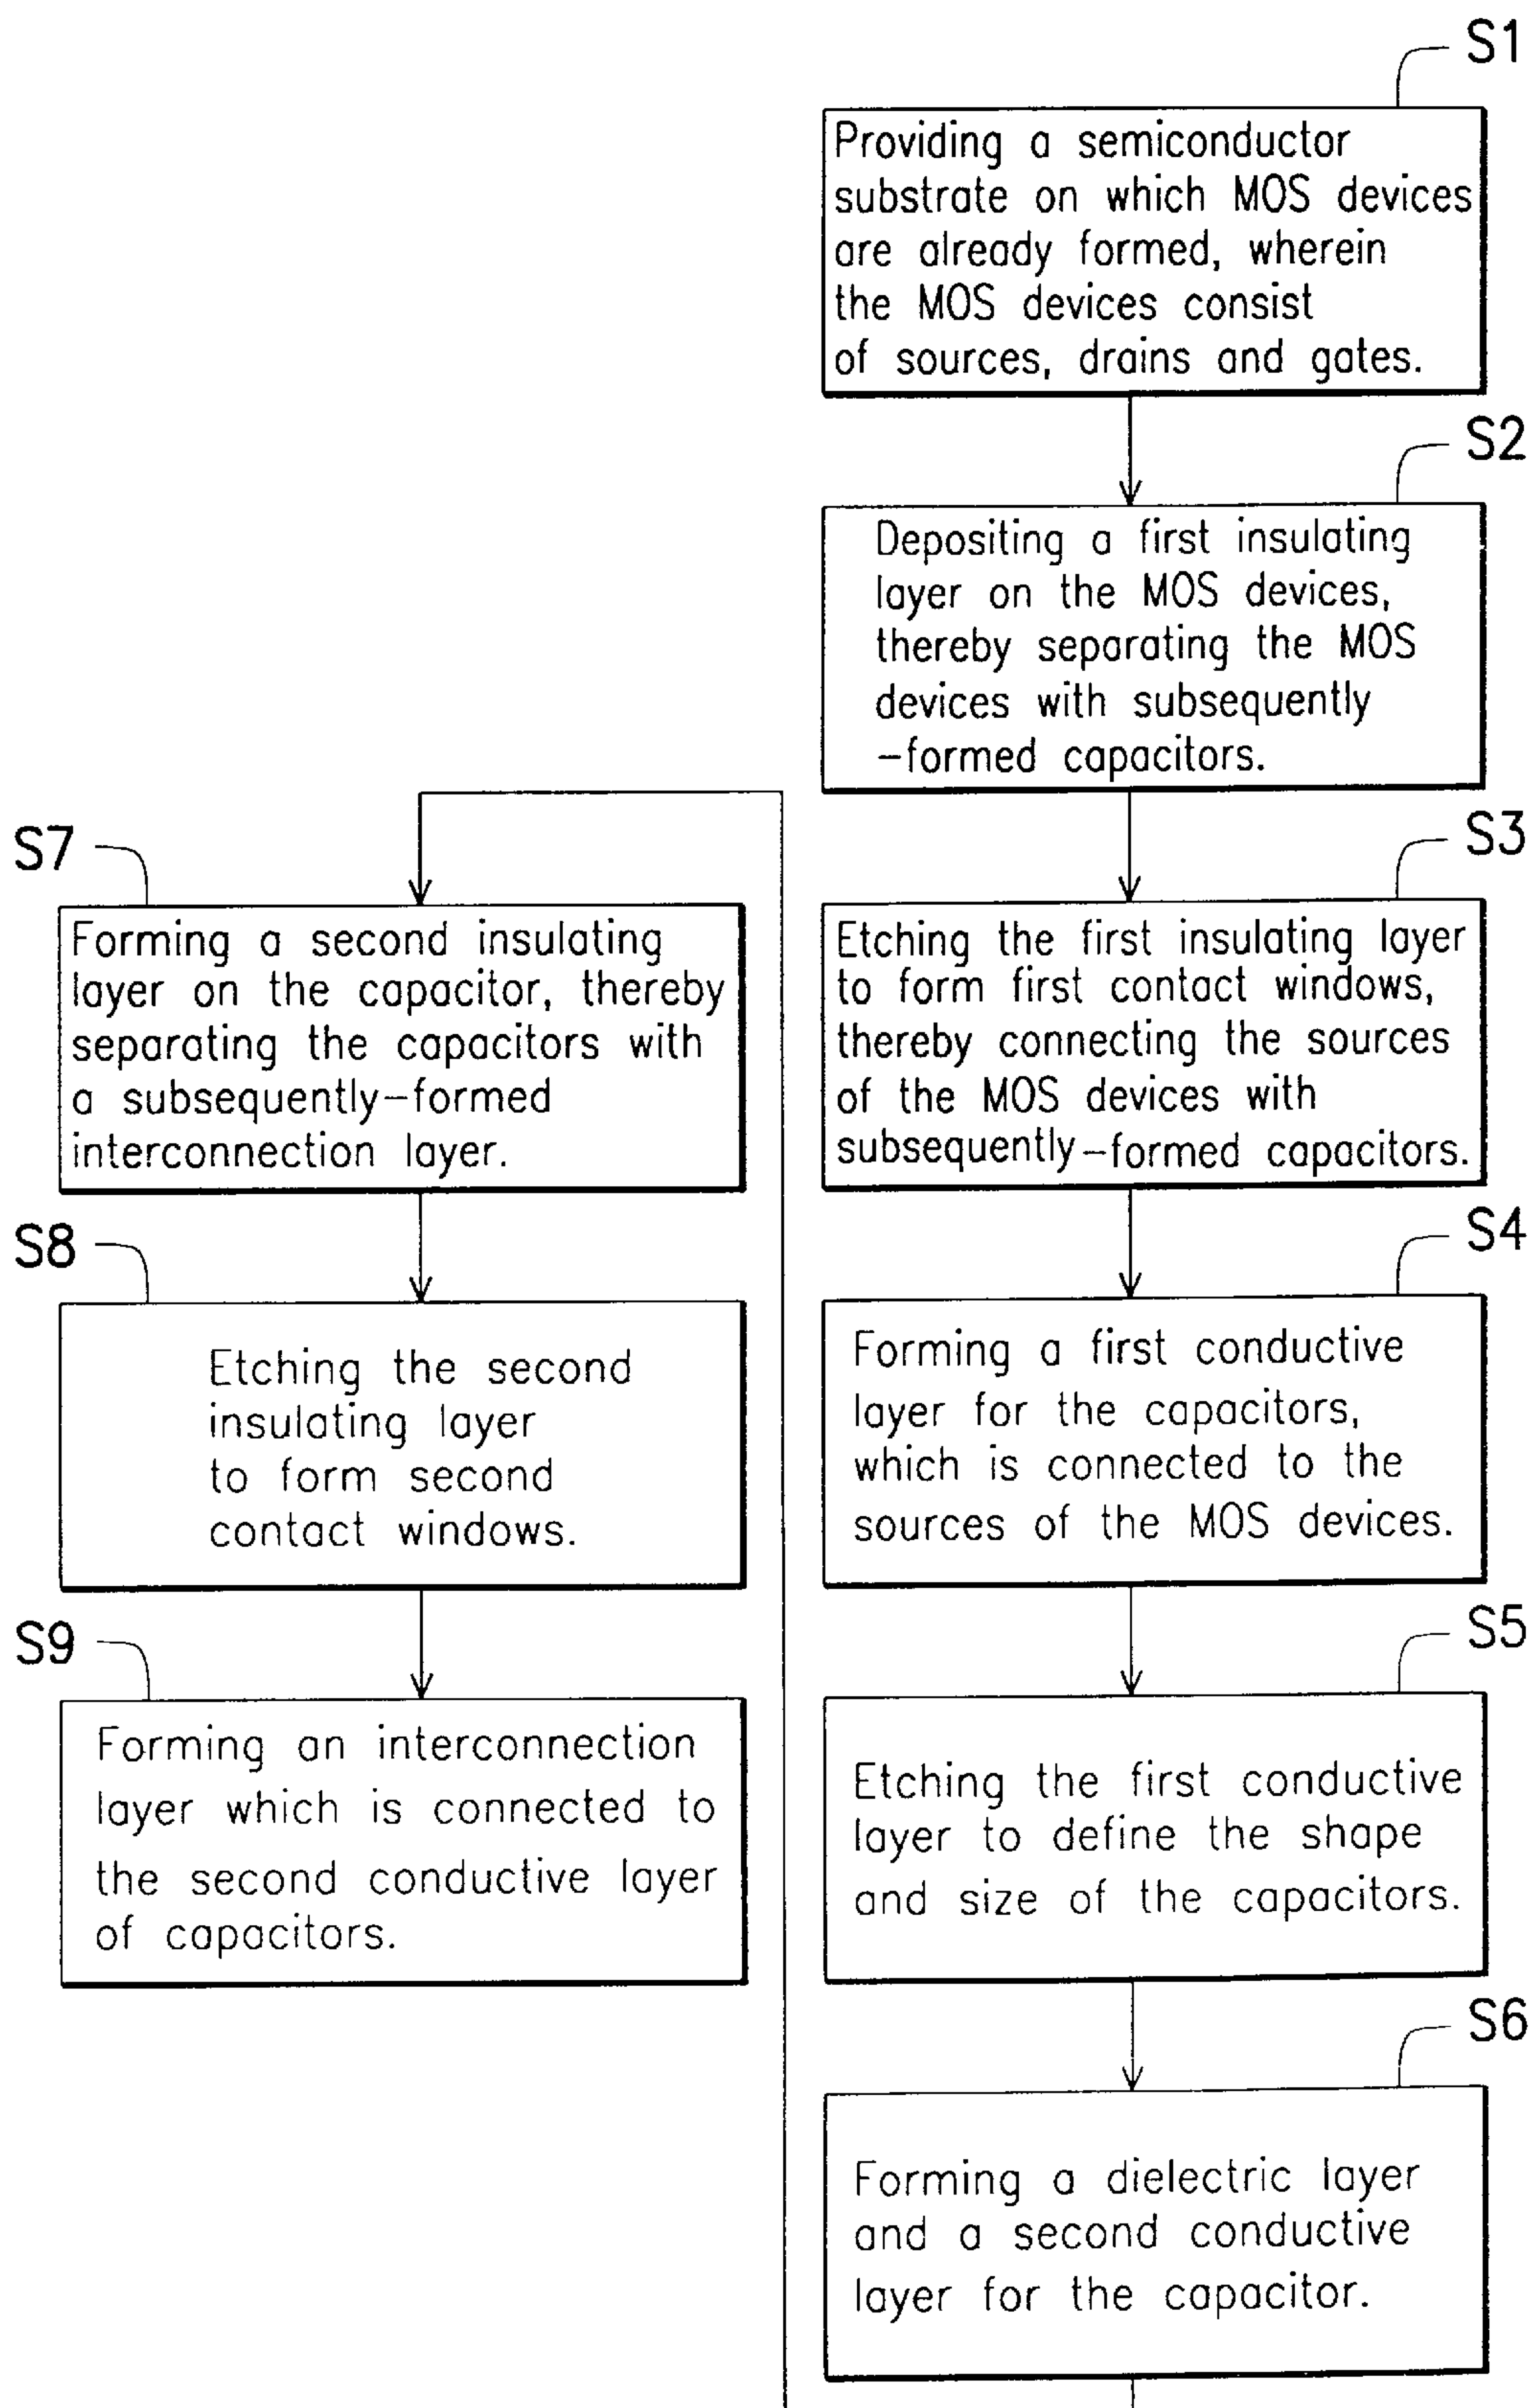 S1
Providing a semiconductor
substrate on which MOS devices
are already formed, wherein
the MOS devices consist
of sources, drains and gates.
S2
Depositing a first insulating
layer on the MOS devices,
thereby separating the MOS
devices with subsequently
-formed capacitors.
S3
Etching the first insulating layer
to form first contact windows,
thereby connecting the sources
of the MOS devices with
subsequently-formed capacitors.
S4
Forming a first conductive
layer for the capacitors,
which is connected to the
sources of the MOS devices.
S5
Etching the first conductive
layer to define the shape
and size of the capacitors.
S6
Forming a dielectric layer
and a second conductive
layer for the capacitor.
S7
Forming a second insulating
layer on the capacitor, thereby
separating the capacitors with
a subsequently-formed
interconnection layer.
S8
Etching the second
insulating layer
to form second
contact windows.
S9
Forming an interconnection
layer which is connected to
the second conductive layer
of capacitors.